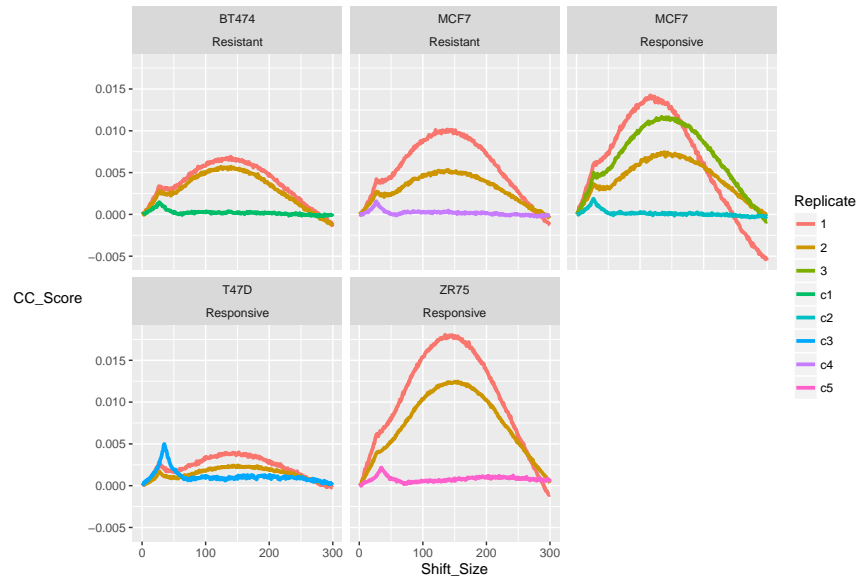 BT474
Resistant
MCF7
Resistant
MCF7
Responsive
0.015
0.010
0.005
0.000
−0.005
CC_Score
T47D
Responsive
ZR75
Responsive
0.015
0.010
0.005
0.000
−0.005
0 100 200 300
0 100 200 300
Shift_Size
Replicate
1
2
3
c1
c2
c3
c4
c5